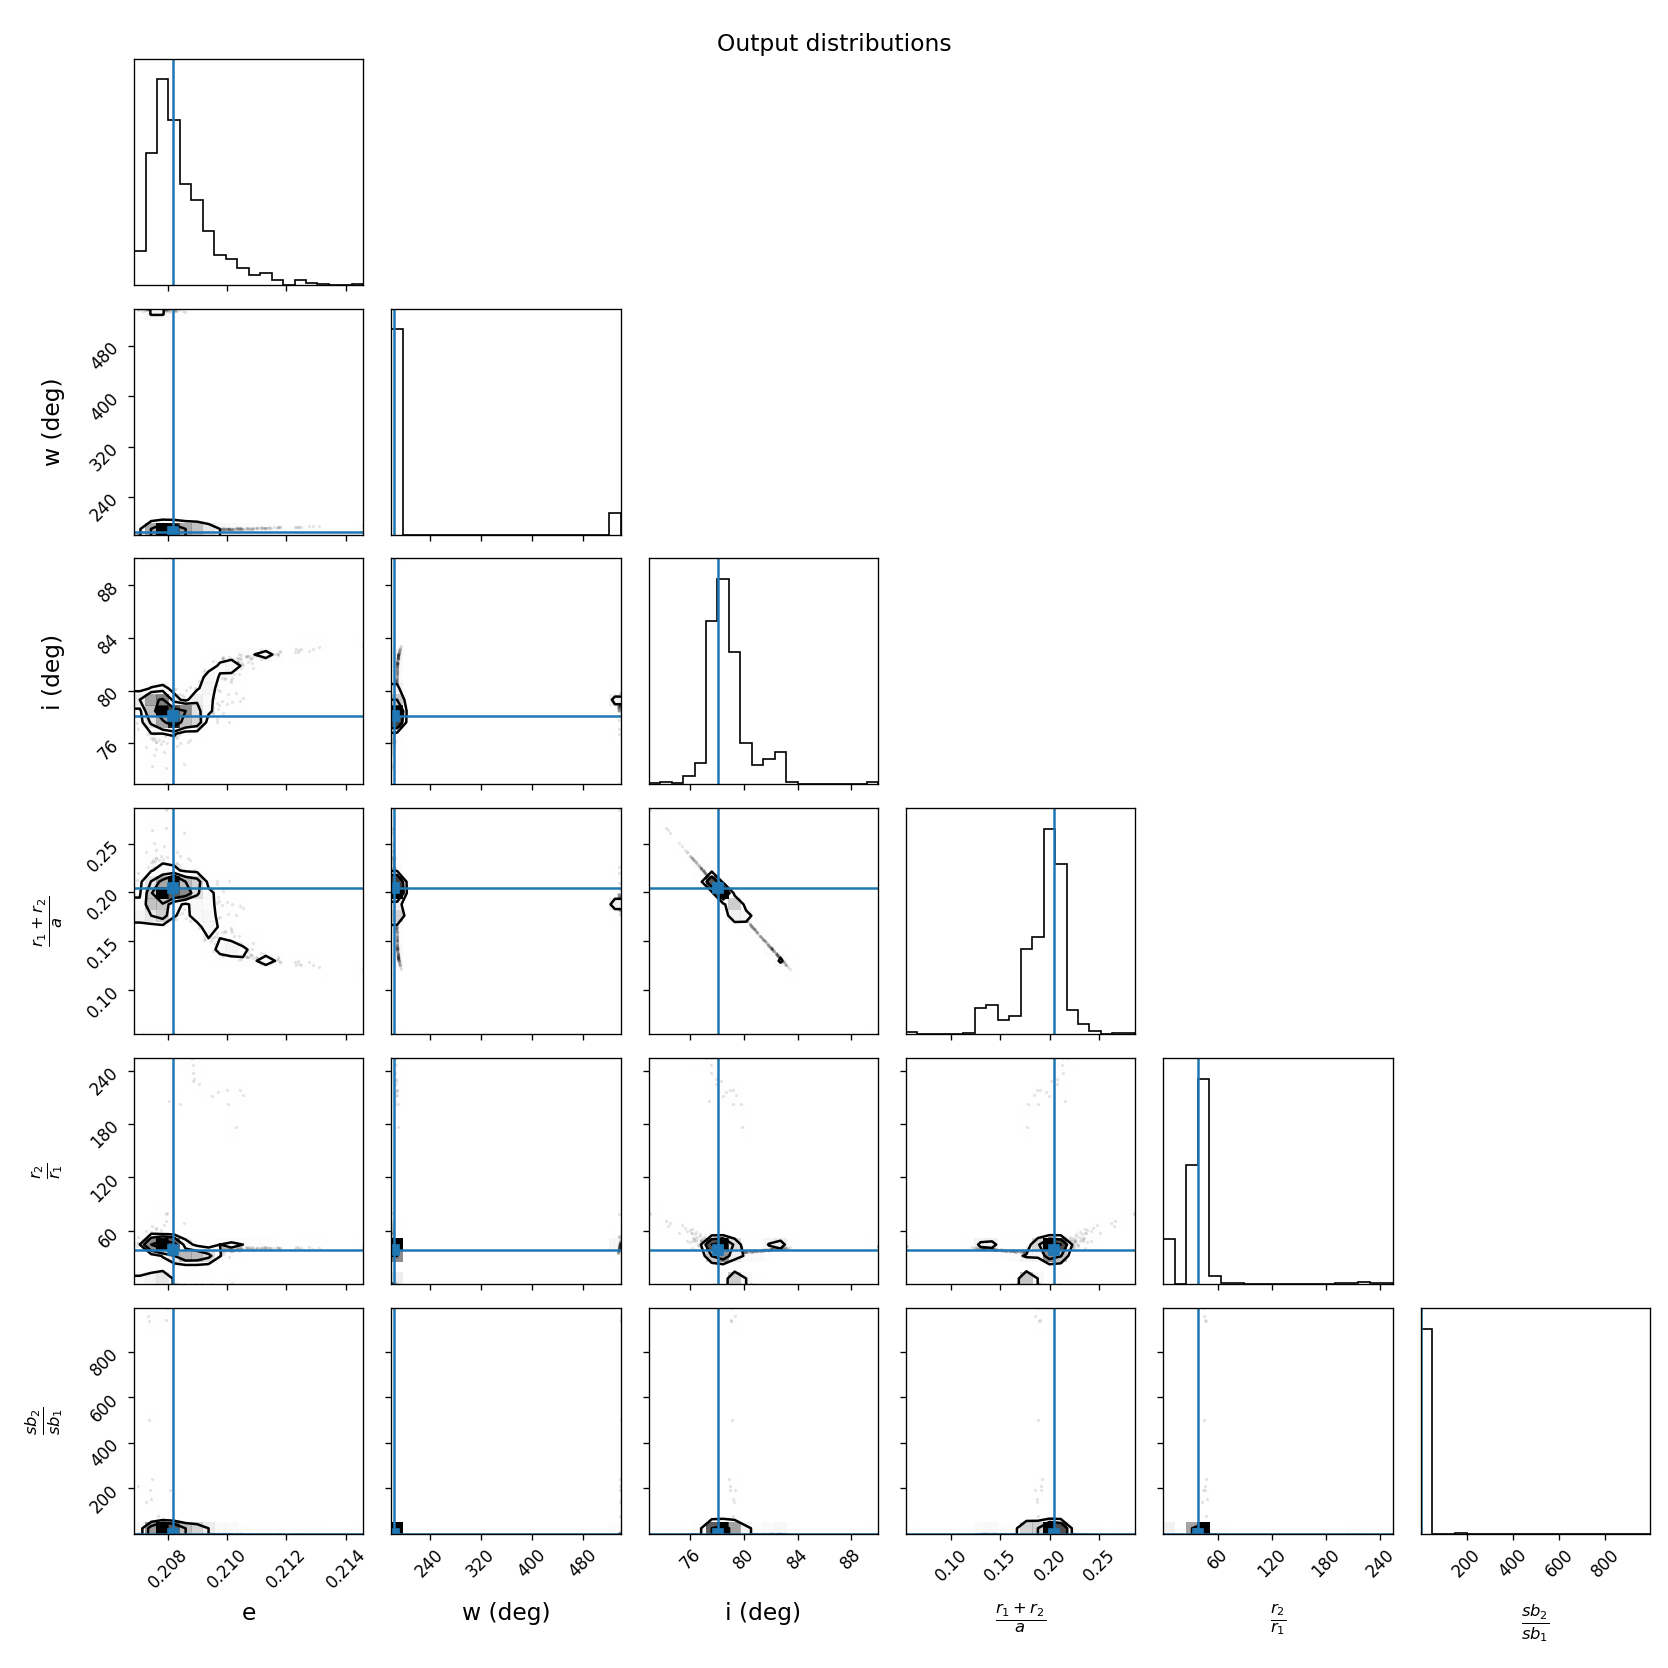 Output distributions
w (deg)
480
400
320
240
i (deg)
88
84
80
76
r₁ + r₂
a
0.25
0.20
0.15
0.10
r₂
r₁
240
180
120
60
sb₂
sb₁
800
600
400
200
0.208 0.210 0.212 0.214 240 320 400 480 76 80 84 88 0.10 0.15 0.20 0.25 60 120 180 240 200 400 600 800
e w (deg) i (deg) r₁ + r₂ / a r₂ / r₁ sb₂ / sb₁